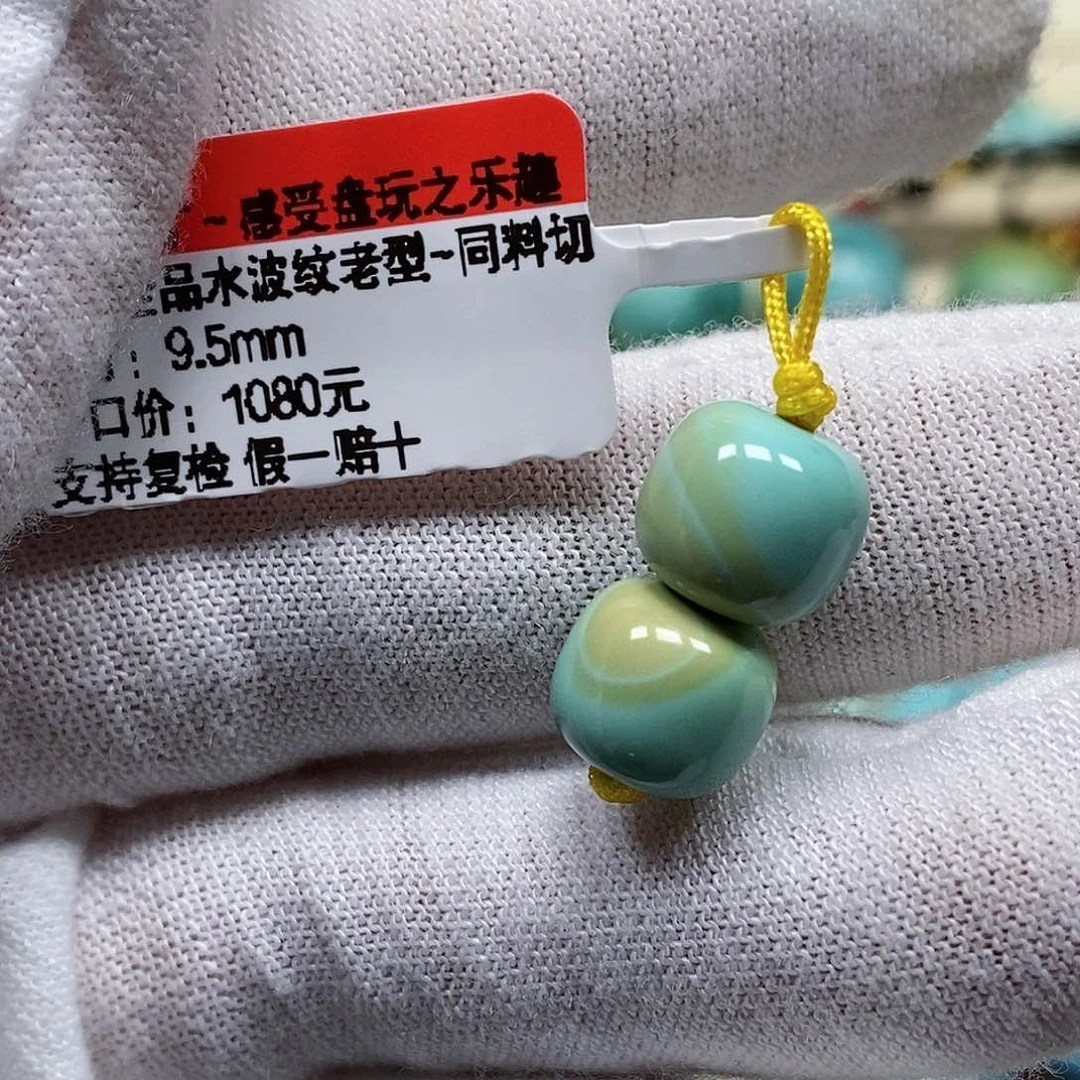 ~感受盘玩之乐趣
品水波纹老型~同料切
：9.5mm
口价：1080元
支持复检 假一赔十